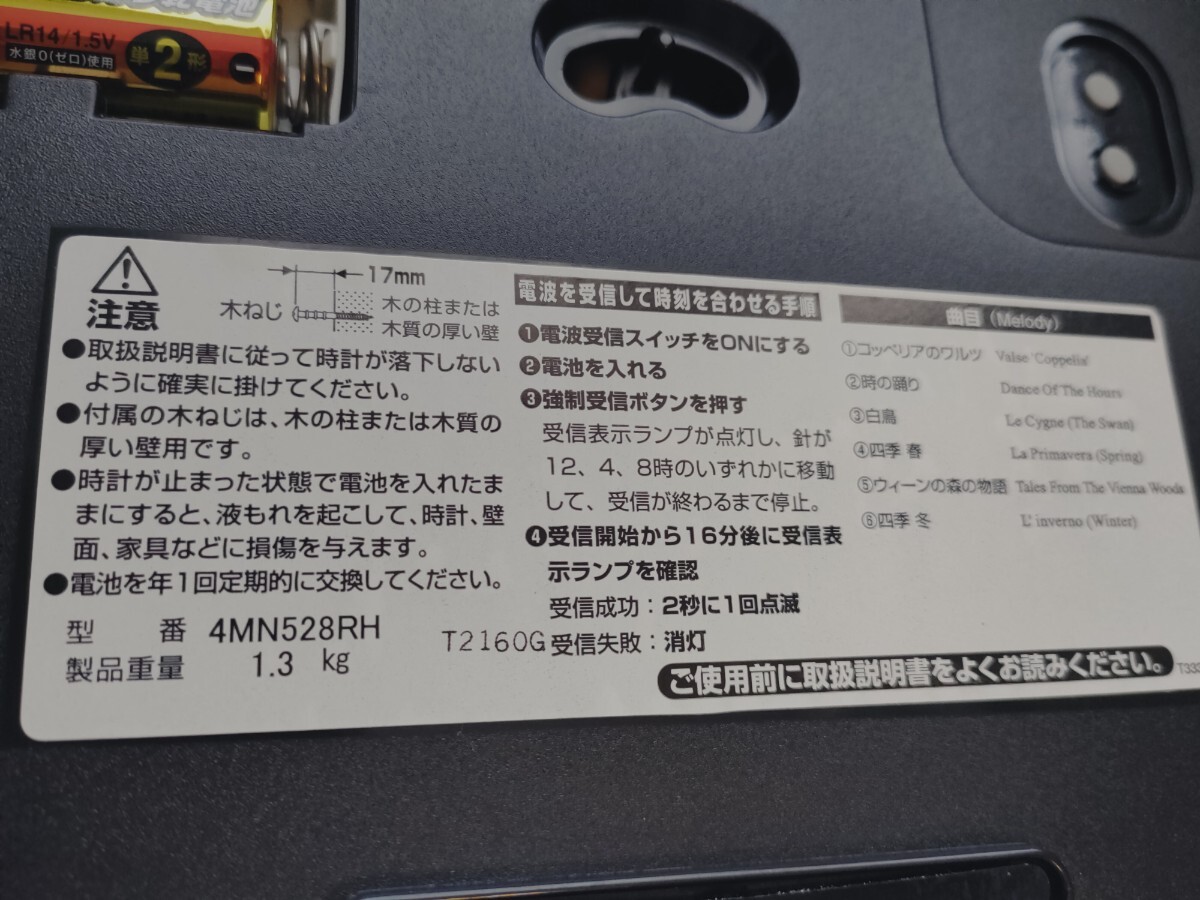 LR14/1.5V
水銀0(ゼロ)使用
単2形
注意
17mm
木ねじ
木の柱または
木質の厚い壁
●取扱説明書に従って時計が落下しない
ように確実に掛けてください。
●付属の木ねじは、木の柱または木質の
厚い壁用です。
●時計が止まった状態で電池を入れたま
まにすると、液もれを起こして、時計、壁
面、家具などに損傷を与えます。
●電池を年1回定期的に交換してください。
型 番 4MN528RH
製品重量 1.3 kg
T2160G
電波を受信して時刻を合わせる手順
❶電波受信スイッチをONにする
❷電池を入れる
❸強制受信ボタンを押す
受信表示ランプが点灯し、針が
12、4、8時のいずれかに移動
して、受信が終わるまで停止。
❹受信開始から16分後に受信表
示ランプを確認
受信成功：2秒に1回点滅
受信失敗：消灯
曲目 (Melody)
①コッペリアのワルツ Valse 'Coppelia'
②時の踊り Dance Of The Hours
③白鳥 Le Cygne (The Swan)
④四季 春 La Primavera (Spring)
⑤ウィーンの森の物語 Tales From The Vienna Woods
⑥四季 冬 L' inverno (Winter)
ご使用前に取扱説明書をよくお読みください。